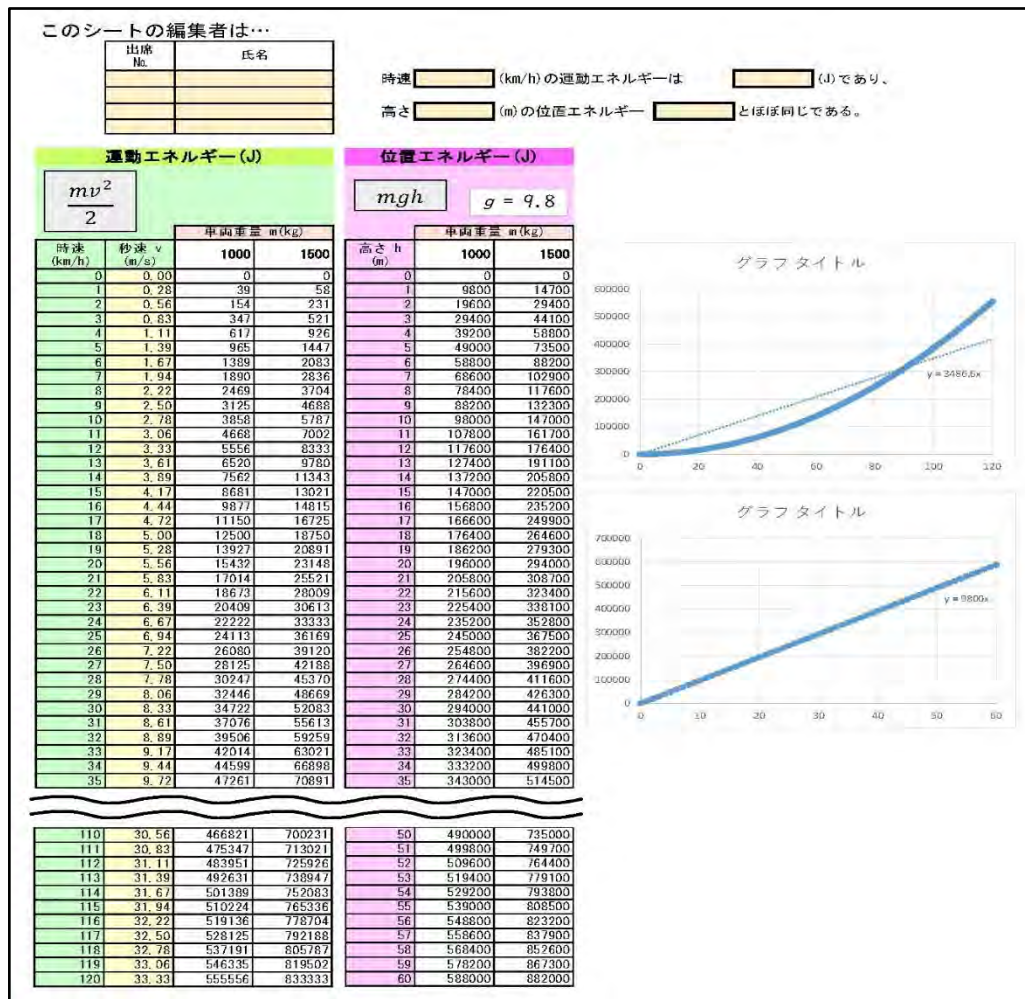 このシートの編集者は…
出席 No. 氏名
時速 (km/h)の運動エネルギーは (J)であり、
高さ (m)の位置エネルギー とほぼ同じである。
運動エネルギー(J) 位置エネルギー(J)
mv²/2 mgh g = 9.8
車両重量 m(kg) 車両重量 m(kg)
時速 (km/h) 秒速 v (m/s) 1000 1500 高さ h (m) 1000 1500
0 0.00 0 0 0 0 0
1 0.28 39 58 1 9800 14700
2 0.56 154 231 2 19600 29400
3 0.83 347 521 3 29400 44100
4 1.11 617 926 4 39200 58800
5 1.39 965 1447 5 49000 73500
6 1.67 1389 2083 6 58800 88200
7 1.94 1890 2836 7 68600 102900
8 2.22 2469 3704 8 78400 117600
9 2.50 3125 4688 9 88200 132300
10 2.78 3858 5787 10 98000 147000
11 3.06 4668 7002 11 107800 161700
12 3.33 5556 8333 12 117600 176400
13 3.61 6520 9780 13 127400 191100
14 3.89 7562 11343 14 137200 205800
15 4.17 8681 13021 15 147000 220500
16 4.44 9877 14815 16 156800 235200
17 4.72 11150 16725 17 166600 249900
18 5.00 12500 18750 18 176400 264600
19 5.28 13927 20891 19 186200 279300
20 5.56 15432 23148 20 196000 294000
21 5.83 17014 25521 21 205800 308700
22 6.11 18673 28009 22 215600 323400
23 6.39 20409 30613 23 225400 338100
24 6.67 22222 33333 24 235200 352800
25 6.94 24113 36169 25 245000 367500
26 7.22 26080 39120 26 254800 382200
27 7.50 28125 42188 27 264600 396900
28 7.78 30247 45370 28 274400 411600
29 8.06 32446 48669 29 284200 426300
30 8.33 34722 52083 30 294000 441000
31 8.61 37076 55613 31 303800 455700
32 8.89 39506 59259 32 313600 470400
33 9.17 42014 63021 33 323400 485100
34 9.44 44599 66898 34 333200 499800
35 9.72 47261 70891 35 343000 514500
110 30.56 466821 700231 50 490000 735000
111 30.83 475347 713021 51 499800 749700
112 31.11 483951 725926 52 509600 764400
113 31.39 492631 738947 53 519400 779100
114 31.67 501389 752083 54 529200 793800
115 31.94 510224 765336 55 539000 808500
116 32.22 519136 778704 56 548800 823200
117 32.50 528125 792188 57 558600 837900
118 32.78 537191 805787 58 568400 852600
119 33.06 546335 819502 59 578200 867300
120 33.33 555556 833333 60 588000 882000
グラフ タイトル
600000
500000
400000
300000
200000
100000
0
y = 3486.6x
0 20 40 60 80 100 120
グラフ タイトル
700000
600000
500000
400000
300000
200000
100000
0
y = 9800x
0 10 20 30 40 50 60